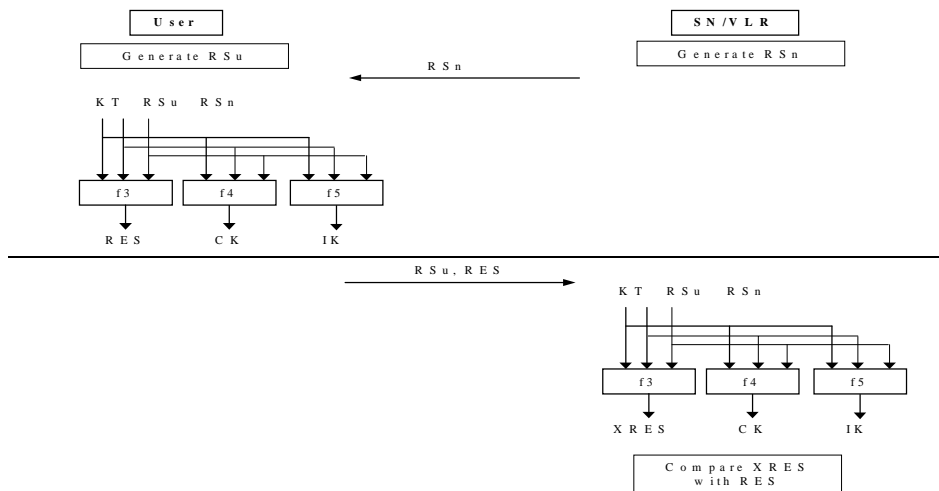 User
SN/VLR
Generate RSu
Generate RSn
RSn
KT RSu RSn
f3 f4 f5
RES CK IK
RSu, RES
KT RSu RSn
f3 f4 f5
XRES CK IK
Compare XRES
with RES